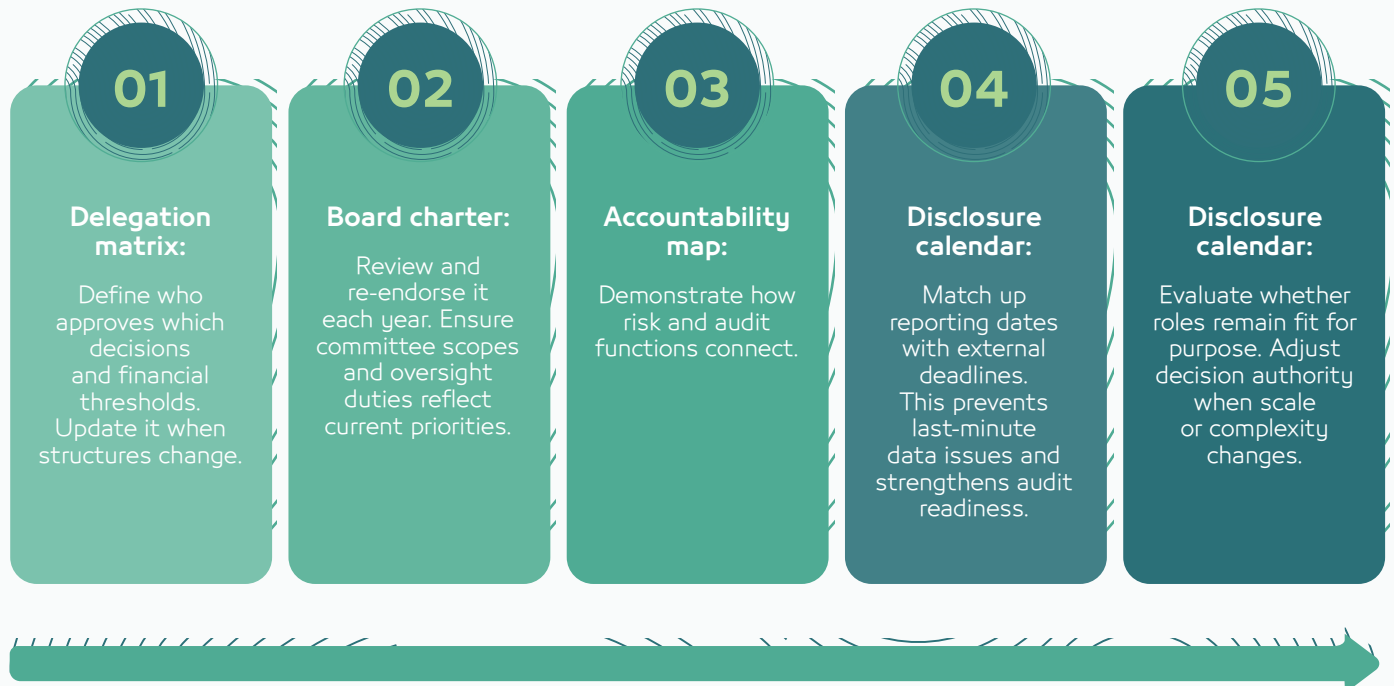 01
Delegation
matrix:
Define who
approves which
decisions
and financial
thresholds.
Update it when
structures change.
02
Board charter:
Review and
re-endorse it
each year. Ensure
committee scopes
and oversight
duties reflect
current priorities.
03
Accountability
map:
Demonstrate how
risk and audit
functions connect.
04
Disclosure
calendar:
Match up
reporting dates
with external
deadlines.
This prevents
last-minute
data issues and
strengthens audit
readiness.
05
Disclosure
calendar:
Evaluate whether
roles remain fit for
purpose. Adjust
decision authority
when scale
or complexity
changes.